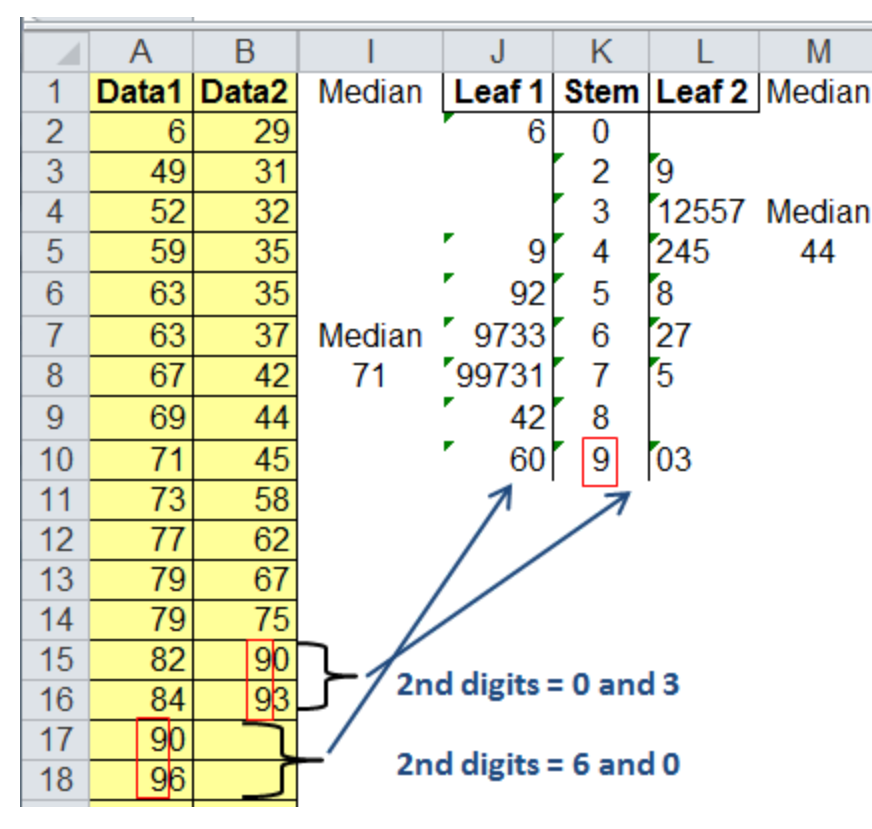 A B I J K L M
1 Data1 Data2 Median Leaf 1 Stem Leaf 2 Median
2 6 29 6 0
3 49 31 2 9
4 52 32 3 12557 Median
5 59 35 9 4 245 44
6 63 35 92 5 8
7 63 37 Median 9733 6 27
8 67 42 71 99731 7 5
9 69 44 42 8
10 71 45 60 9 03
11 73 58
12 77 62
13 79 67
14 79 75
15 82 90
2nd digits = 0 and 3
16 84 93
17 90
2nd digits = 6 and 0
18 96